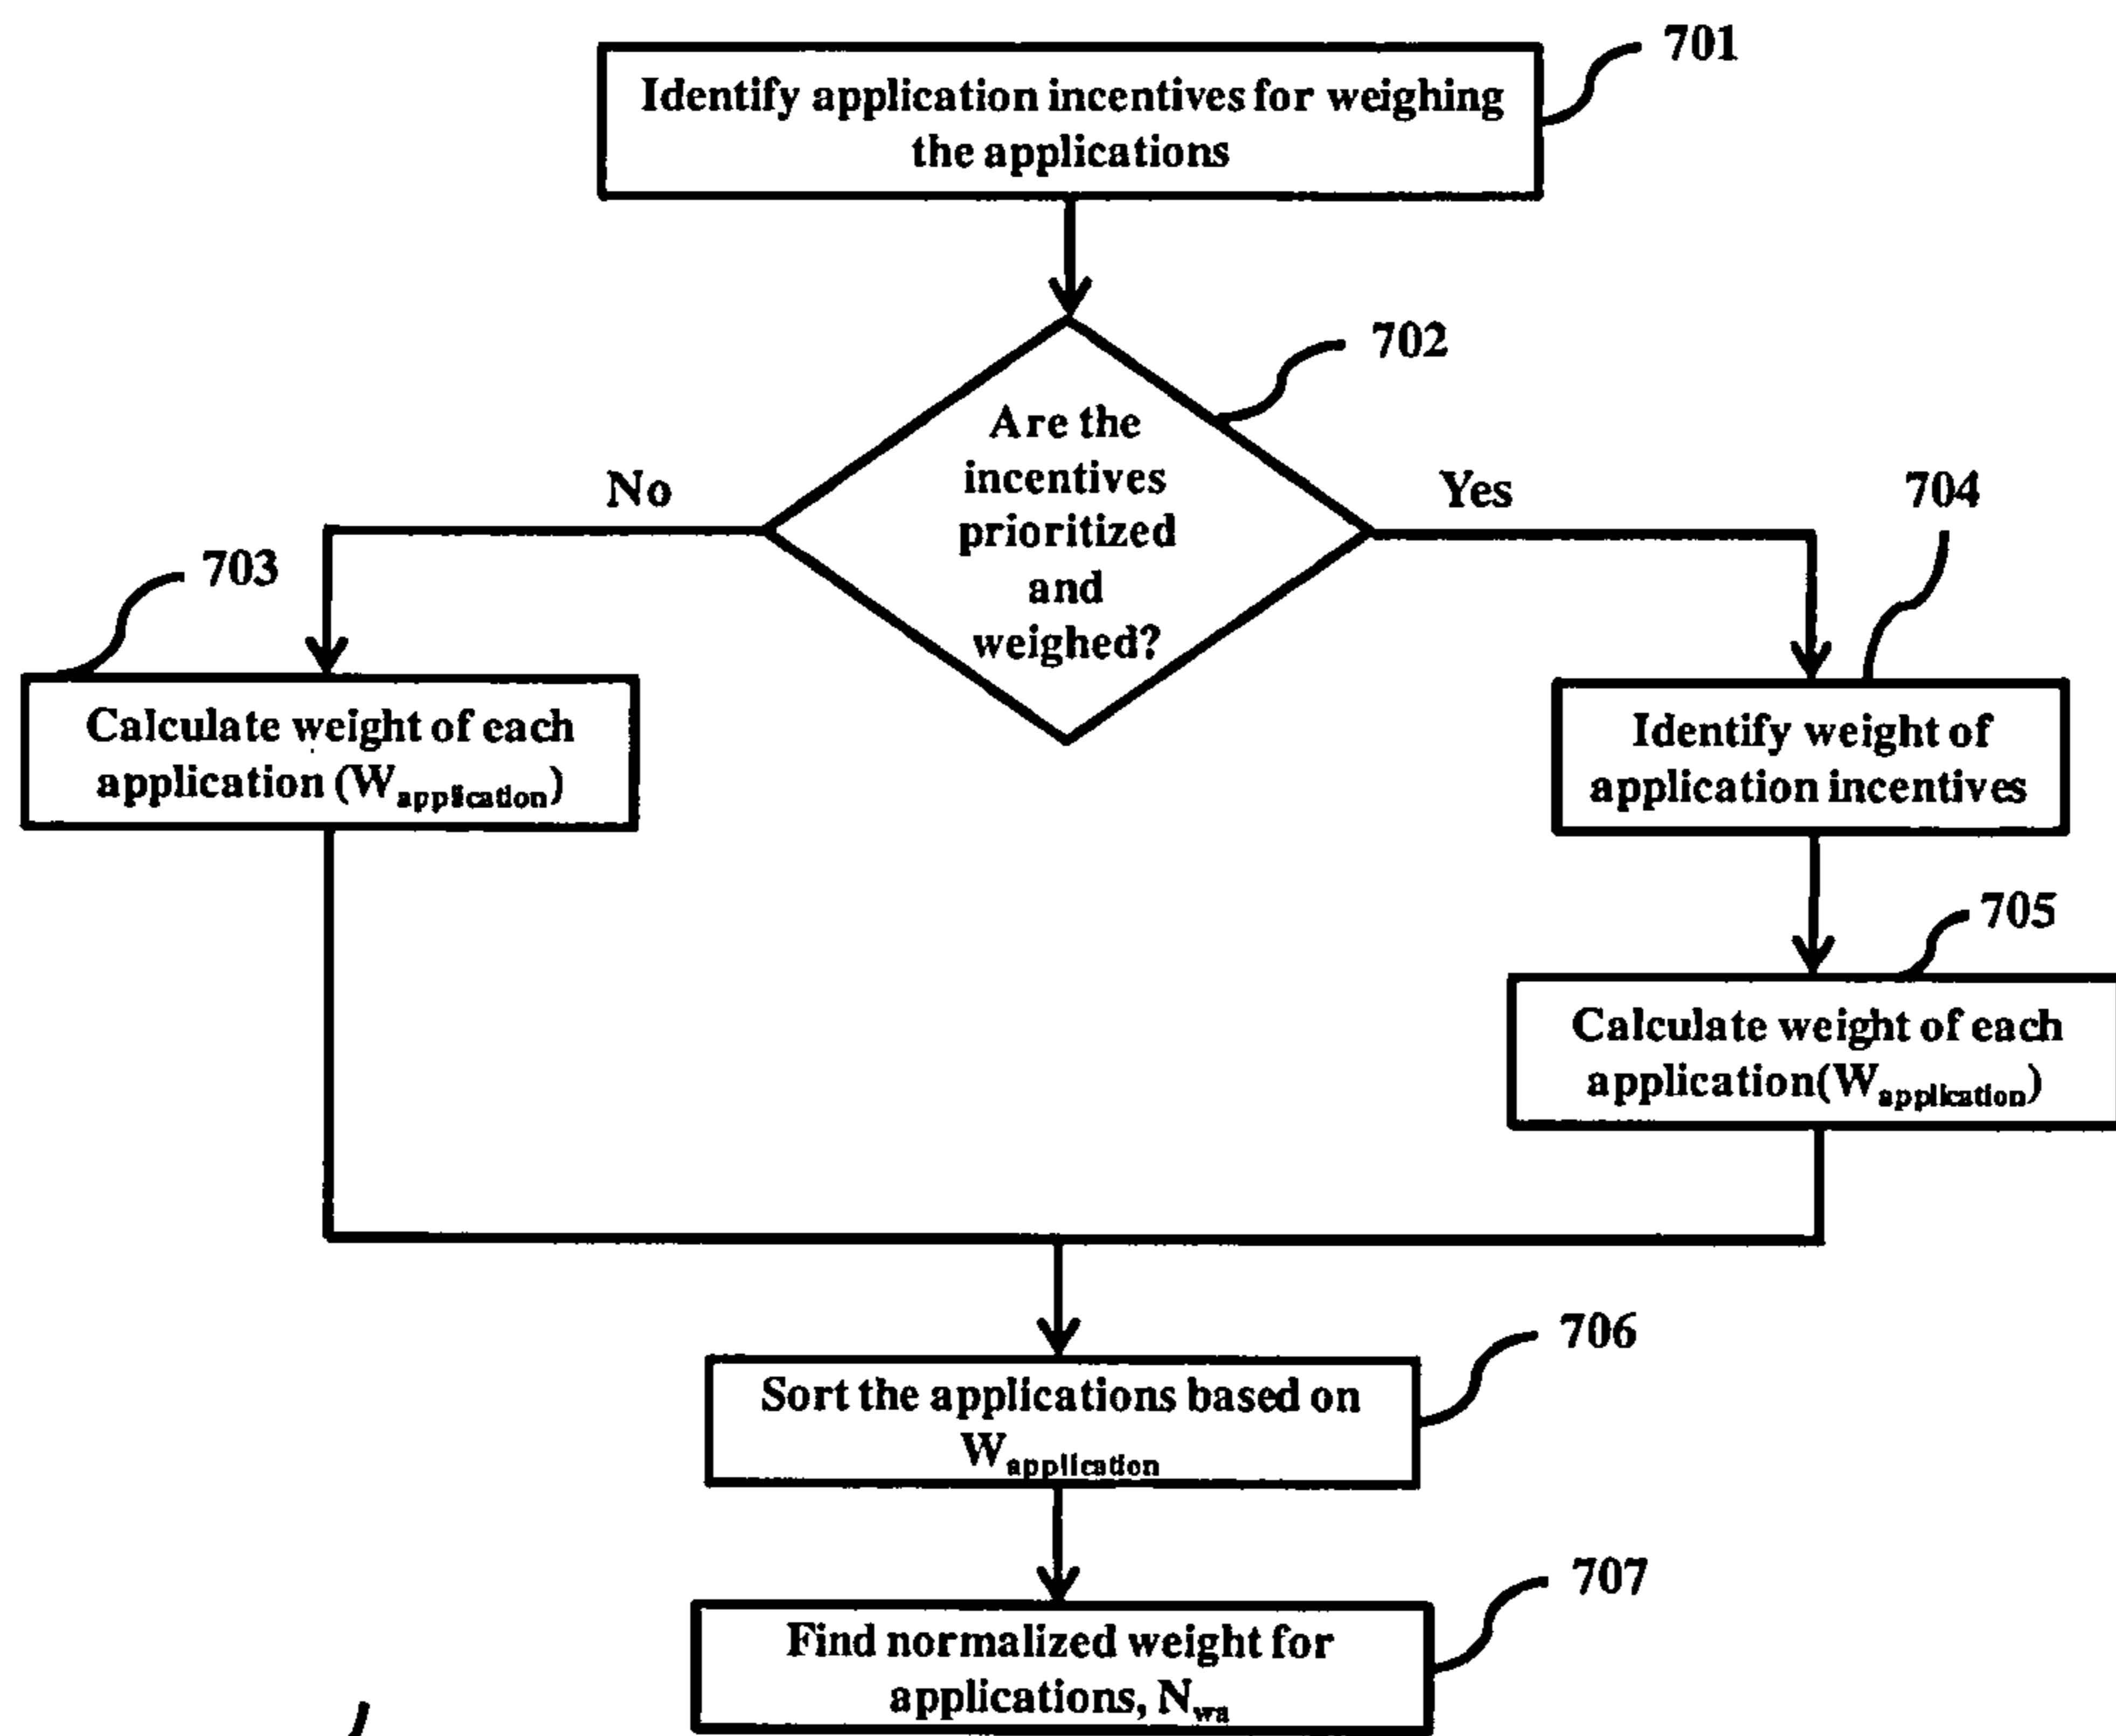 701
Identify application incentives for weighing
the applications
702
Are the
incentives
prioritized
and
weighed?
No
Yes
704
703
Calculate weight of each
application (Wapplication)
Identify weight of
application incentives
705
Calculate weight of each
application(Wapplication)
706
Sort the applications based on
Wapplication
707
Find normalized weight for
applications, Nwa